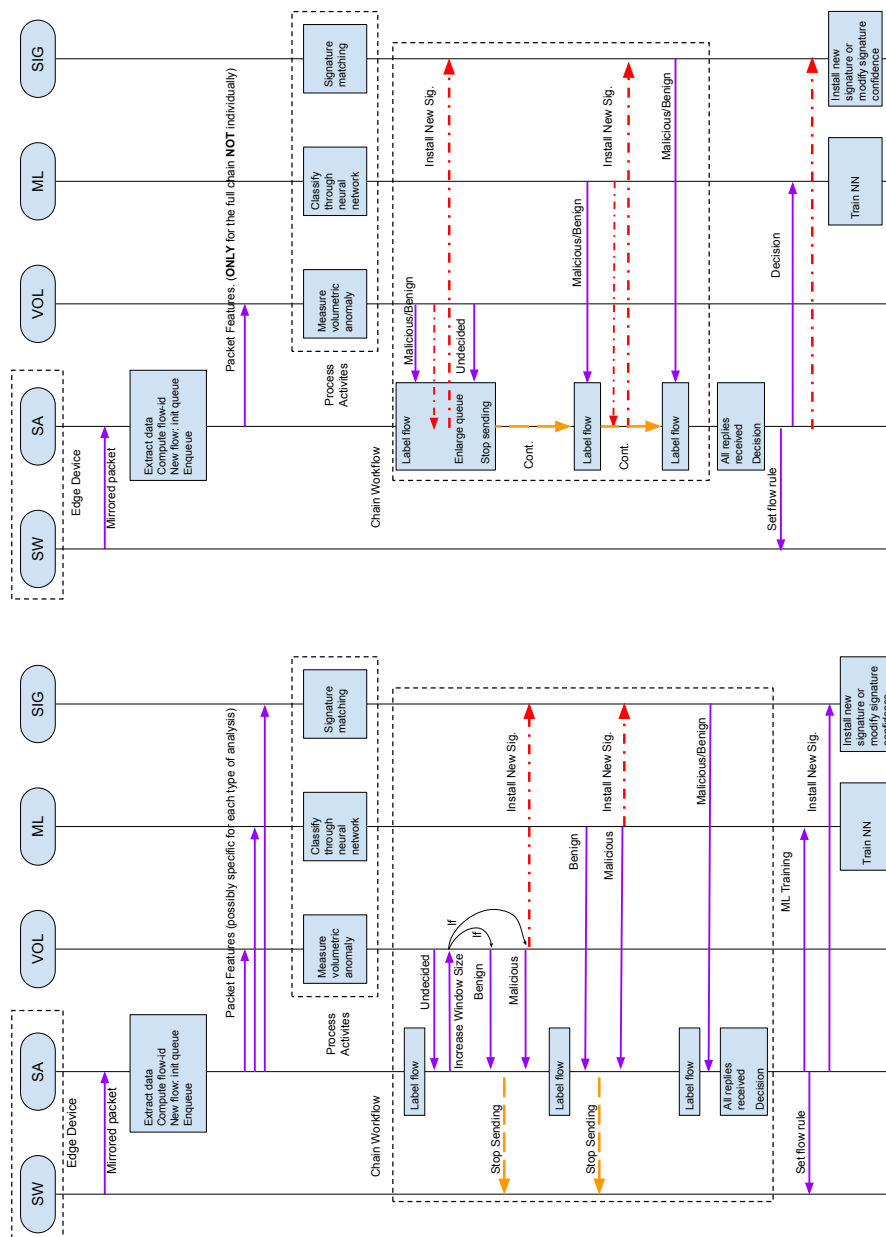 SW
SA
VOL
ML
SIG
Edge Device
Mirrored packet
Extract data
Compute flow-id
New flow: init queue
Enqueue
Packet Features. (ONLY for the full chain NOT individually)
Process
Activites
Measure
volumetric
anomaly
Classify
through
neural
network
Signature
matching
Chain Workflow
Label flow
Enlarge queue
Stop sending
Malicious/Benign
Undecided
Install New Sig.
Cont.
Label flow
Malicious/Benign
Install New Sig.
Cont.
Label flow
Malicious/Benign
All replies
received
Decision
Set flow rule
Decision
Train NN
Install new
signature or
modify signature
confidence
SW
SA
VOL
ML
SIG
Edge Device
Mirrored packet
Extract data
Compute flow-id
New flow: init queue
Enqueue
Packet Features (possibly specific for each type of analysis)
Process
Activites
Measure
volumetric
anomaly
Classify
through
neural
network
Signature
matching
Chain Workflow
Label flow
Undecided
Increase Window Size
If
If
Benign
Malicious
Stop Sending
Install New Sig.
Label flow
Benign
Malicious
Stop Sending
Install New Sig.
Label flow
Malicious/Benign
All replies
received
Decision
Set flow rule
ML Training
Install New Sig.
Train NN
Install new
signature or
modify signature
confidence